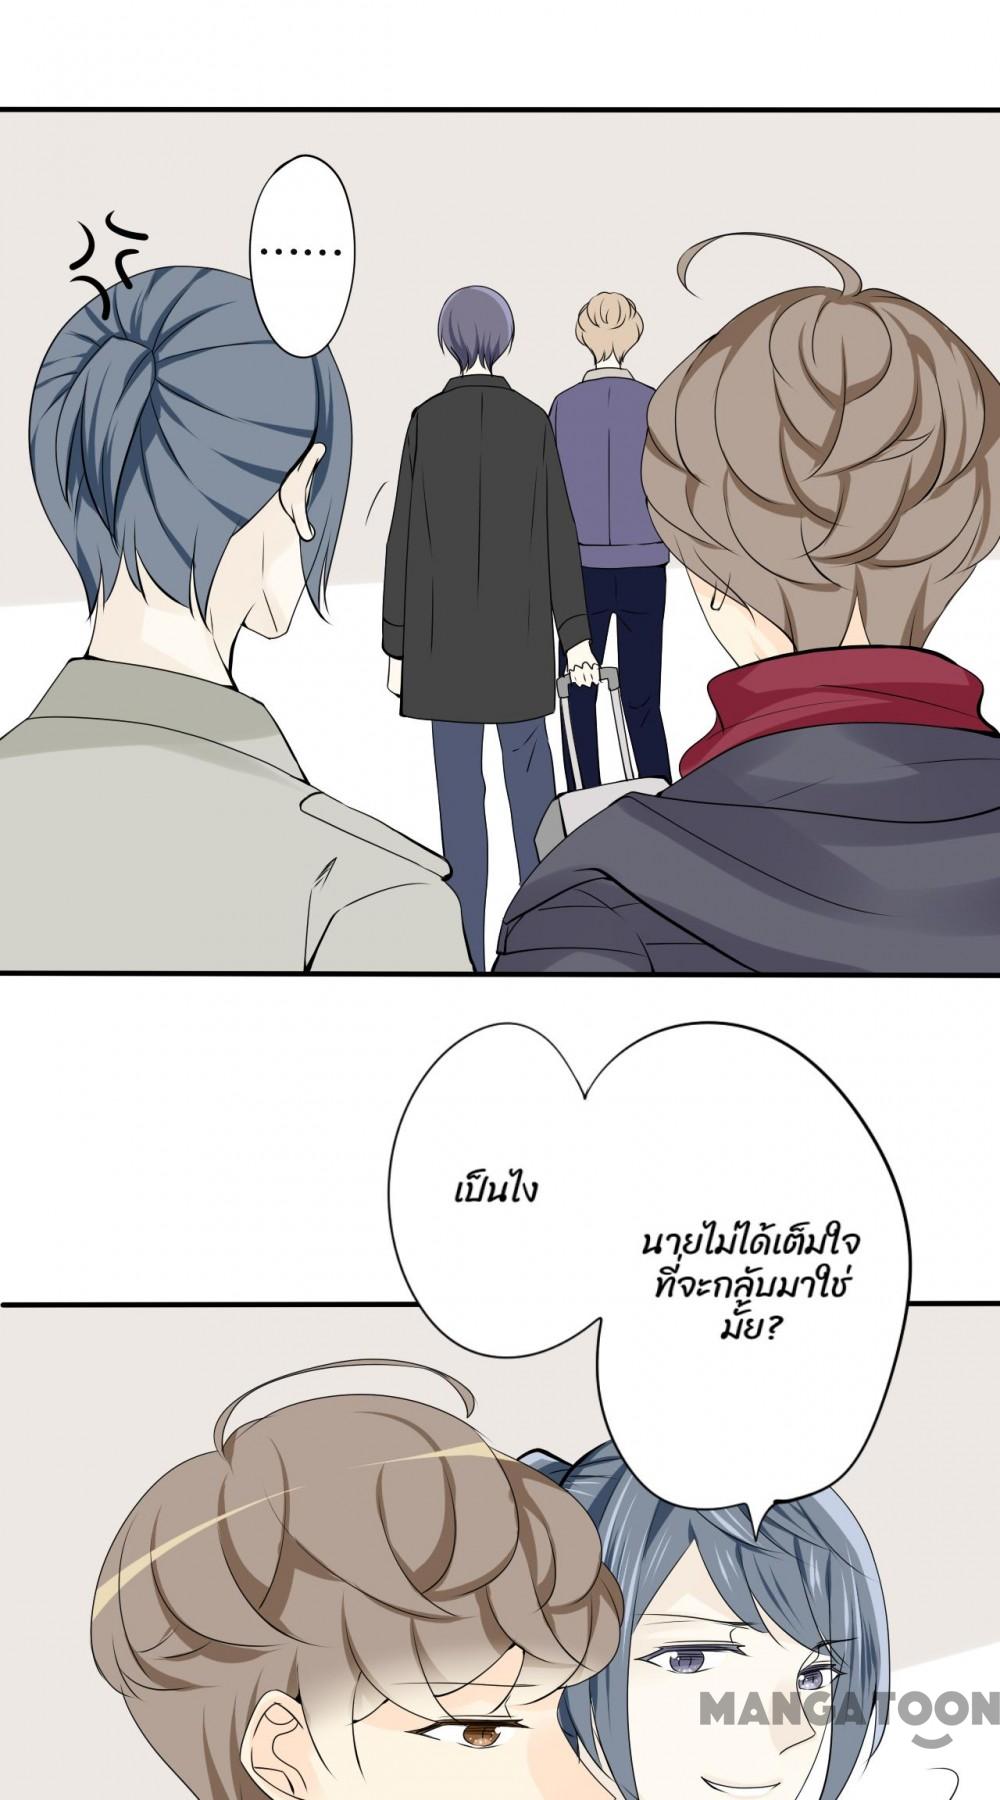 ......
เป็นไง
นายไม่ได้เต็มใจ
ที่จะกลับมาใช่
มั้ย?
MANGATOON